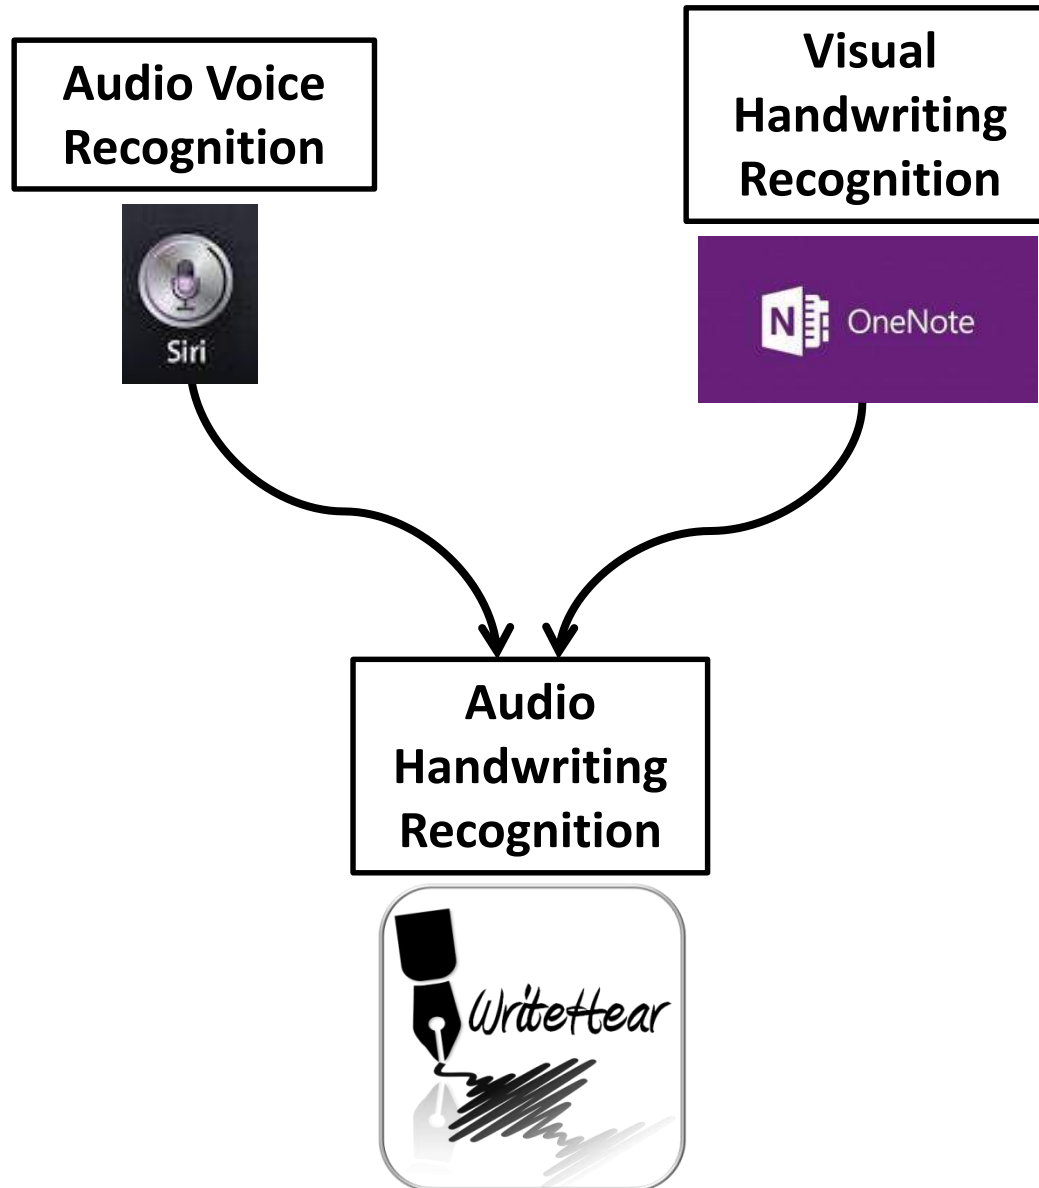 Audio Voice
Recognition
Siri
Visual
Handwriting
Recognition
N OneNote
Audio
Handwriting
Recognition
WriteHear